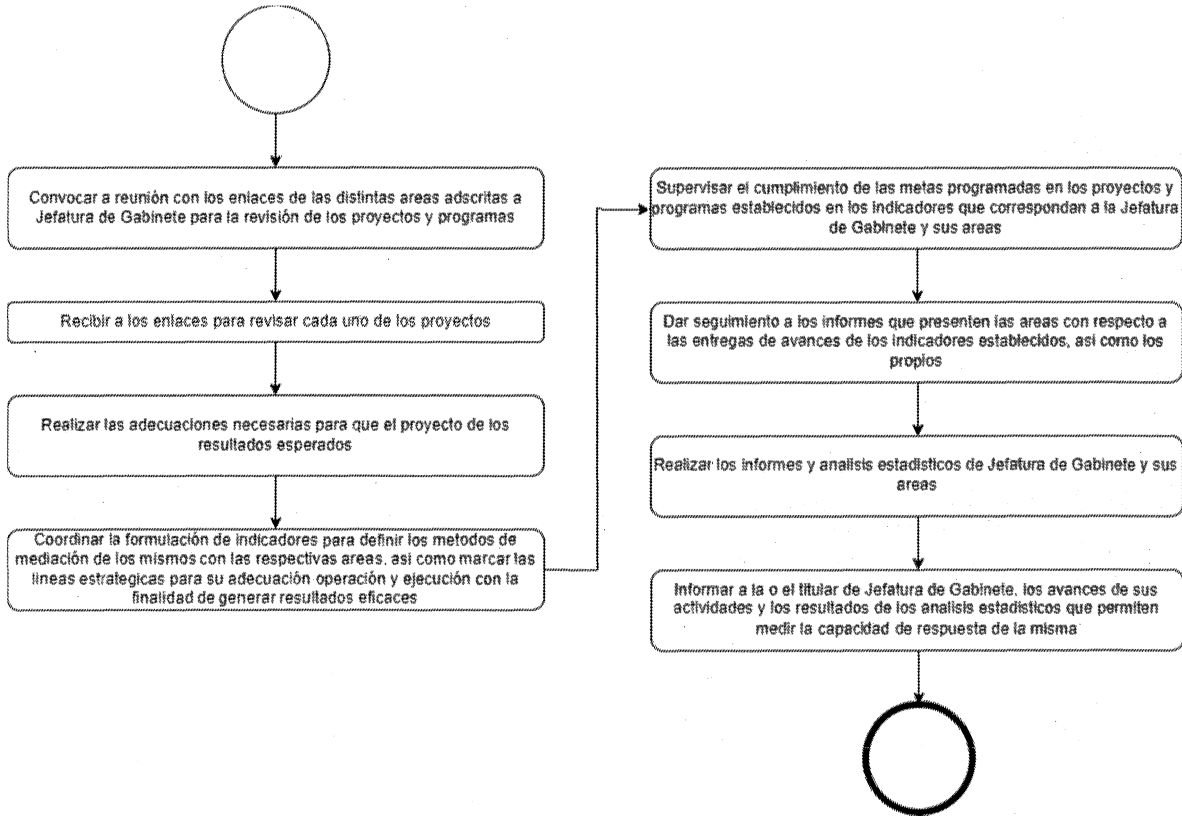 Convocar a reunión con los enlaces de las distintas areas adscritas a
Jefatura de Gabinete para la revisión de los proyectos y programas
Recibir a los enlaces para revisar cada uno de los proyectos
Realizar las adecuaciones necesarias para que el proyecto de los
resultados esperados
Coordinar la formulación de indicadores para definir los metodos de
mediación de los mismos con las respectivas areas, asi como marcar las
lineas estrategicas para su adecuación operación y ejecución con la
finalidad de generar resultados eficaces
Supervisar el cumplimiento de las metas programadas en los proyectos y
programas establecidos en los indicadores que correspondan a la Jefatura
de Gabinete y sus areas
Dar seguimiento a los informes que presenten las areas con respecto a
las entregas de avances de los indicadores establecidos, asi como los
propios
Realizar los informes y analisis estadisticos de Jefatura de Gabinete y sus
areas
Informar a la o el titular de Jefatura de Gabinete, los avances de sus
actividades y los resultados de los analisis estadisticos que permiten
medir la capacidad de respuesta de la misma